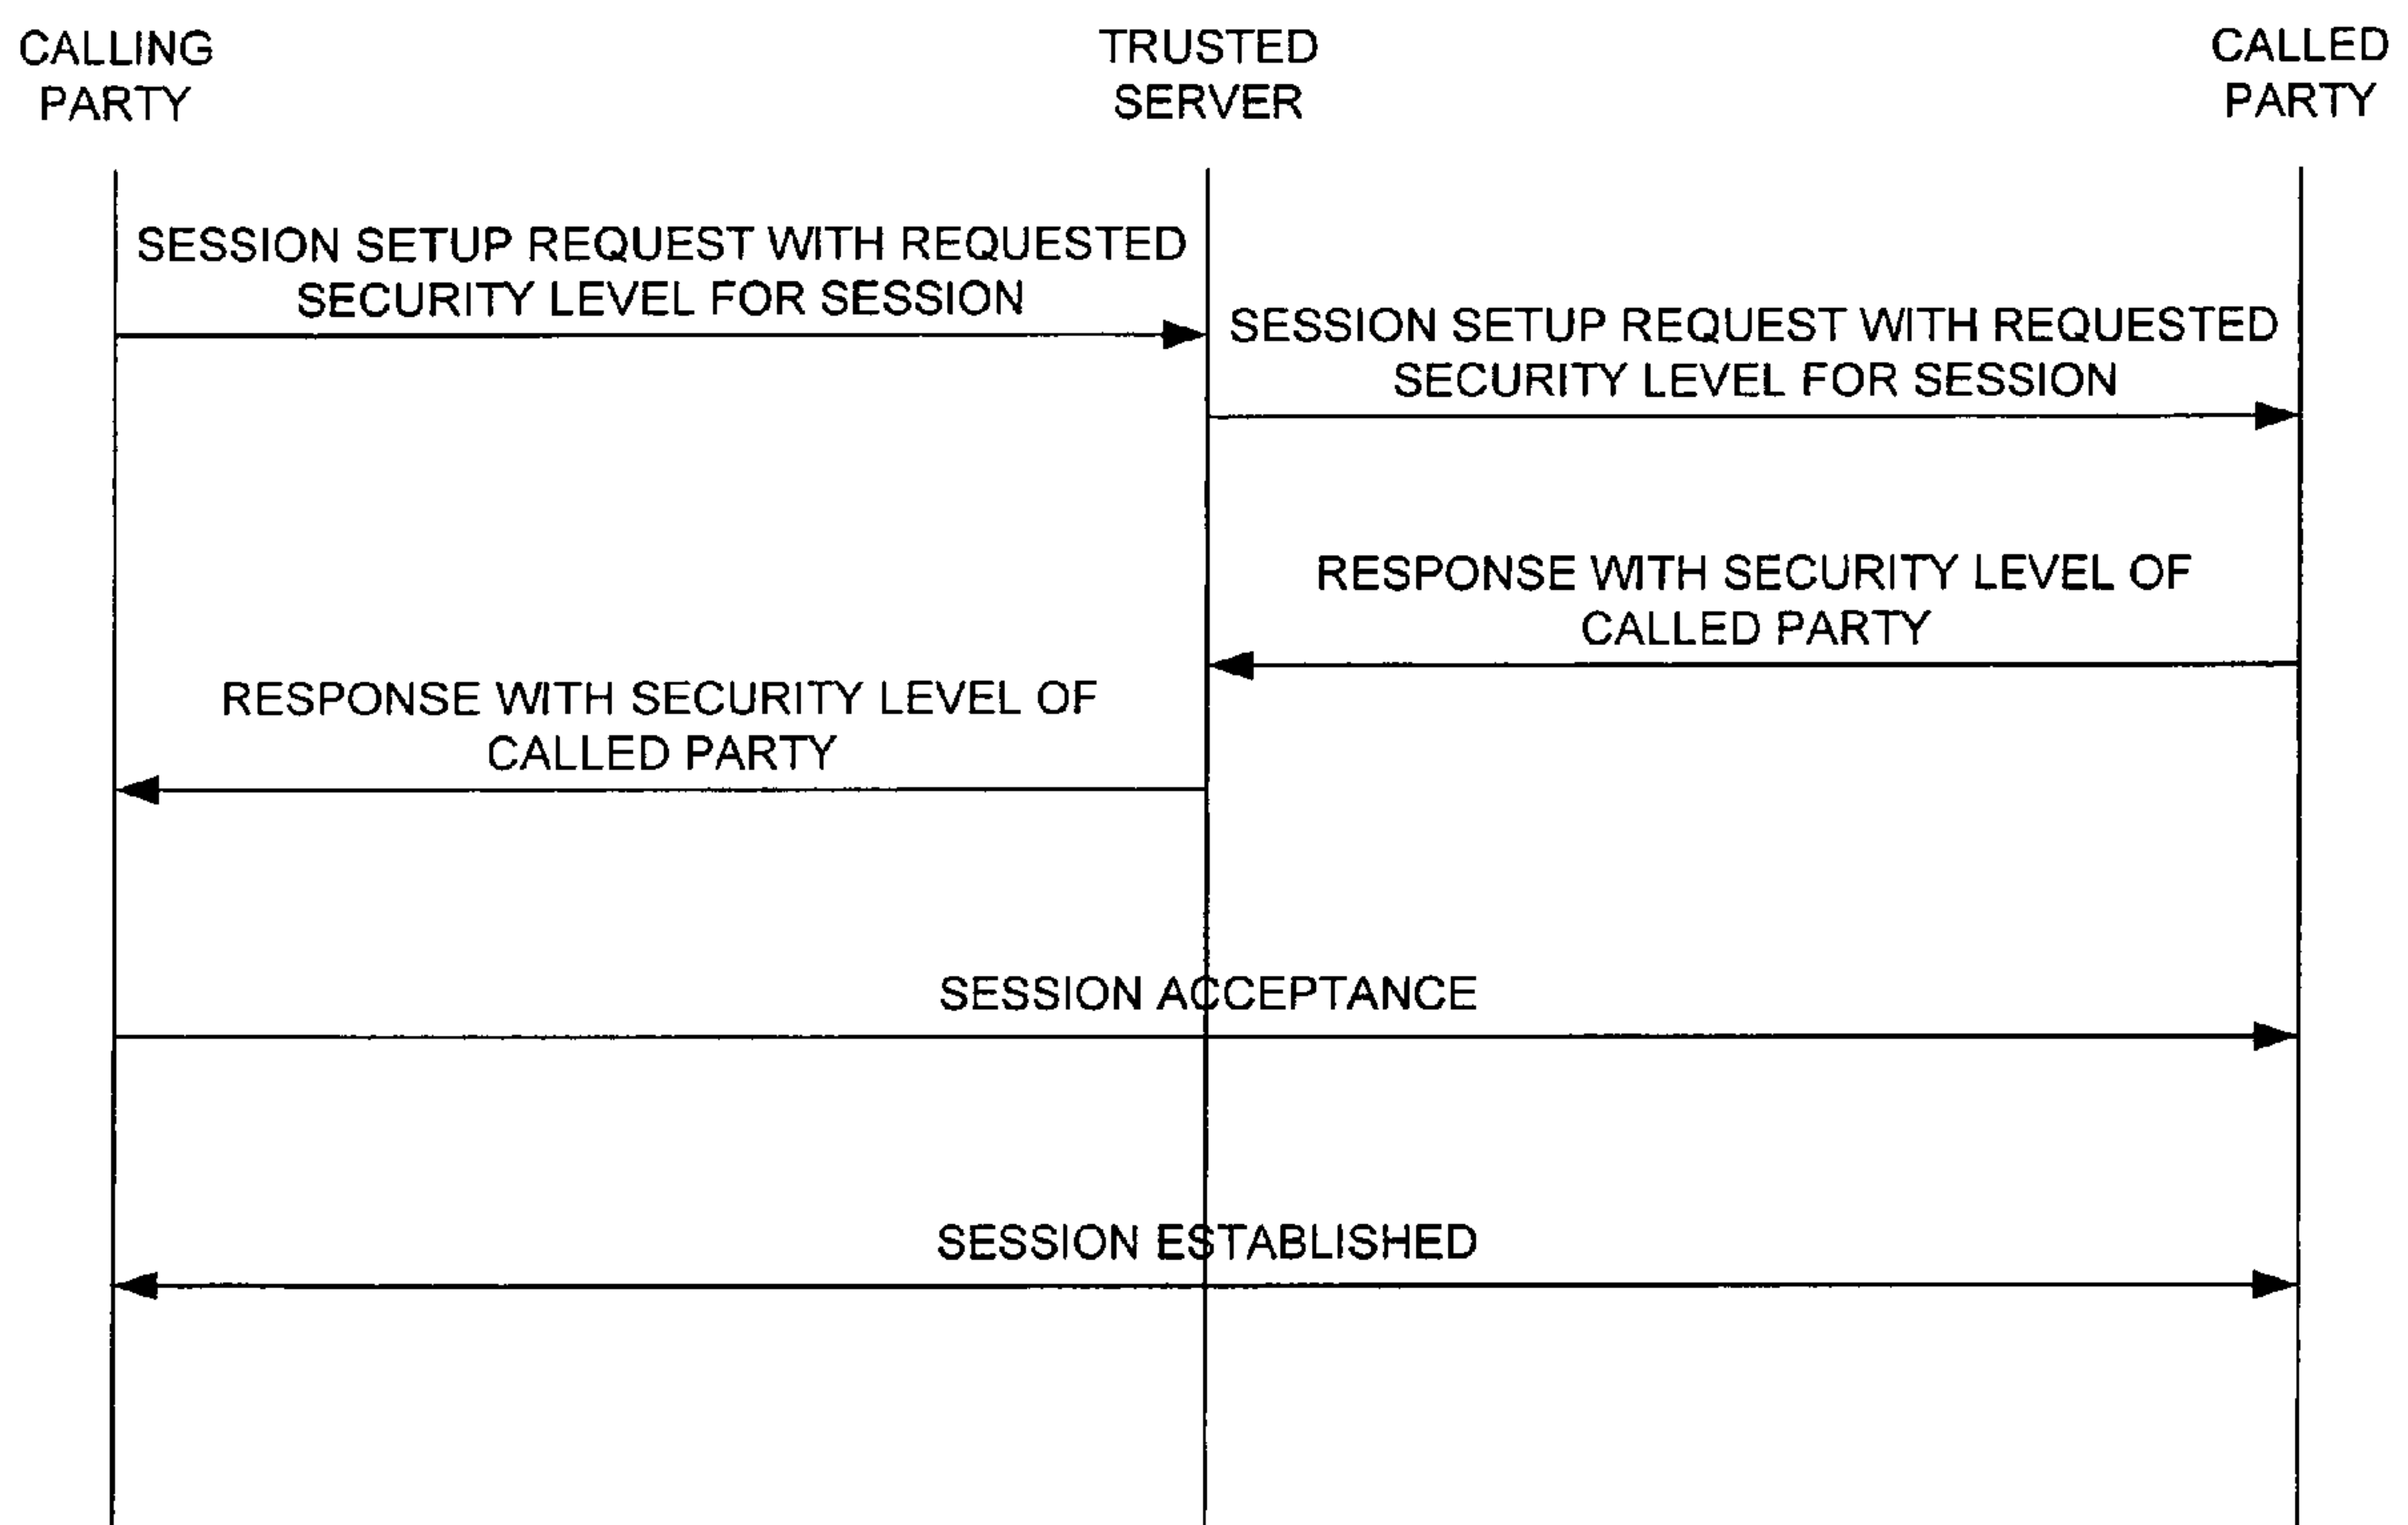 CALLING
PARTY
TRUSTED
SERVER
CALLED
PARTY
SESSION SETUP REQUEST WITH REQUESTED
SECURITY LEVEL FOR SESSION
SESSION SETUP REQUEST WITH REQUESTED
SECURITY LEVEL FOR SESSION
RESPONSE WITH SECURITY LEVEL OF
CALLED PARTY
RESPONSE WITH SECURITY LEVEL OF
CALLED PARTY
SESSION ACCEPTANCE
SESSION ESTABLISHED